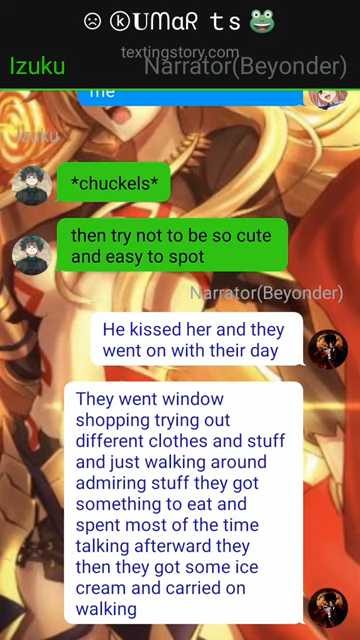 ☹ ⓚᑌᗰᗩᖇ ｔｓ 🐸
textingstory.com
Izuku
Narrator(Beyonder)
me
Izuku
*chuckels*
then try not to be so cute
and easy to spot
Narrator(Beyonder)
He kissed her and they
went on with their day
They went window
shopping trying out
different clothes and stuff
and just walking around
admiring stuff they got
something to eat and
spent most of the time
talking afterward they
then they got some ice
cream and carried on
walking